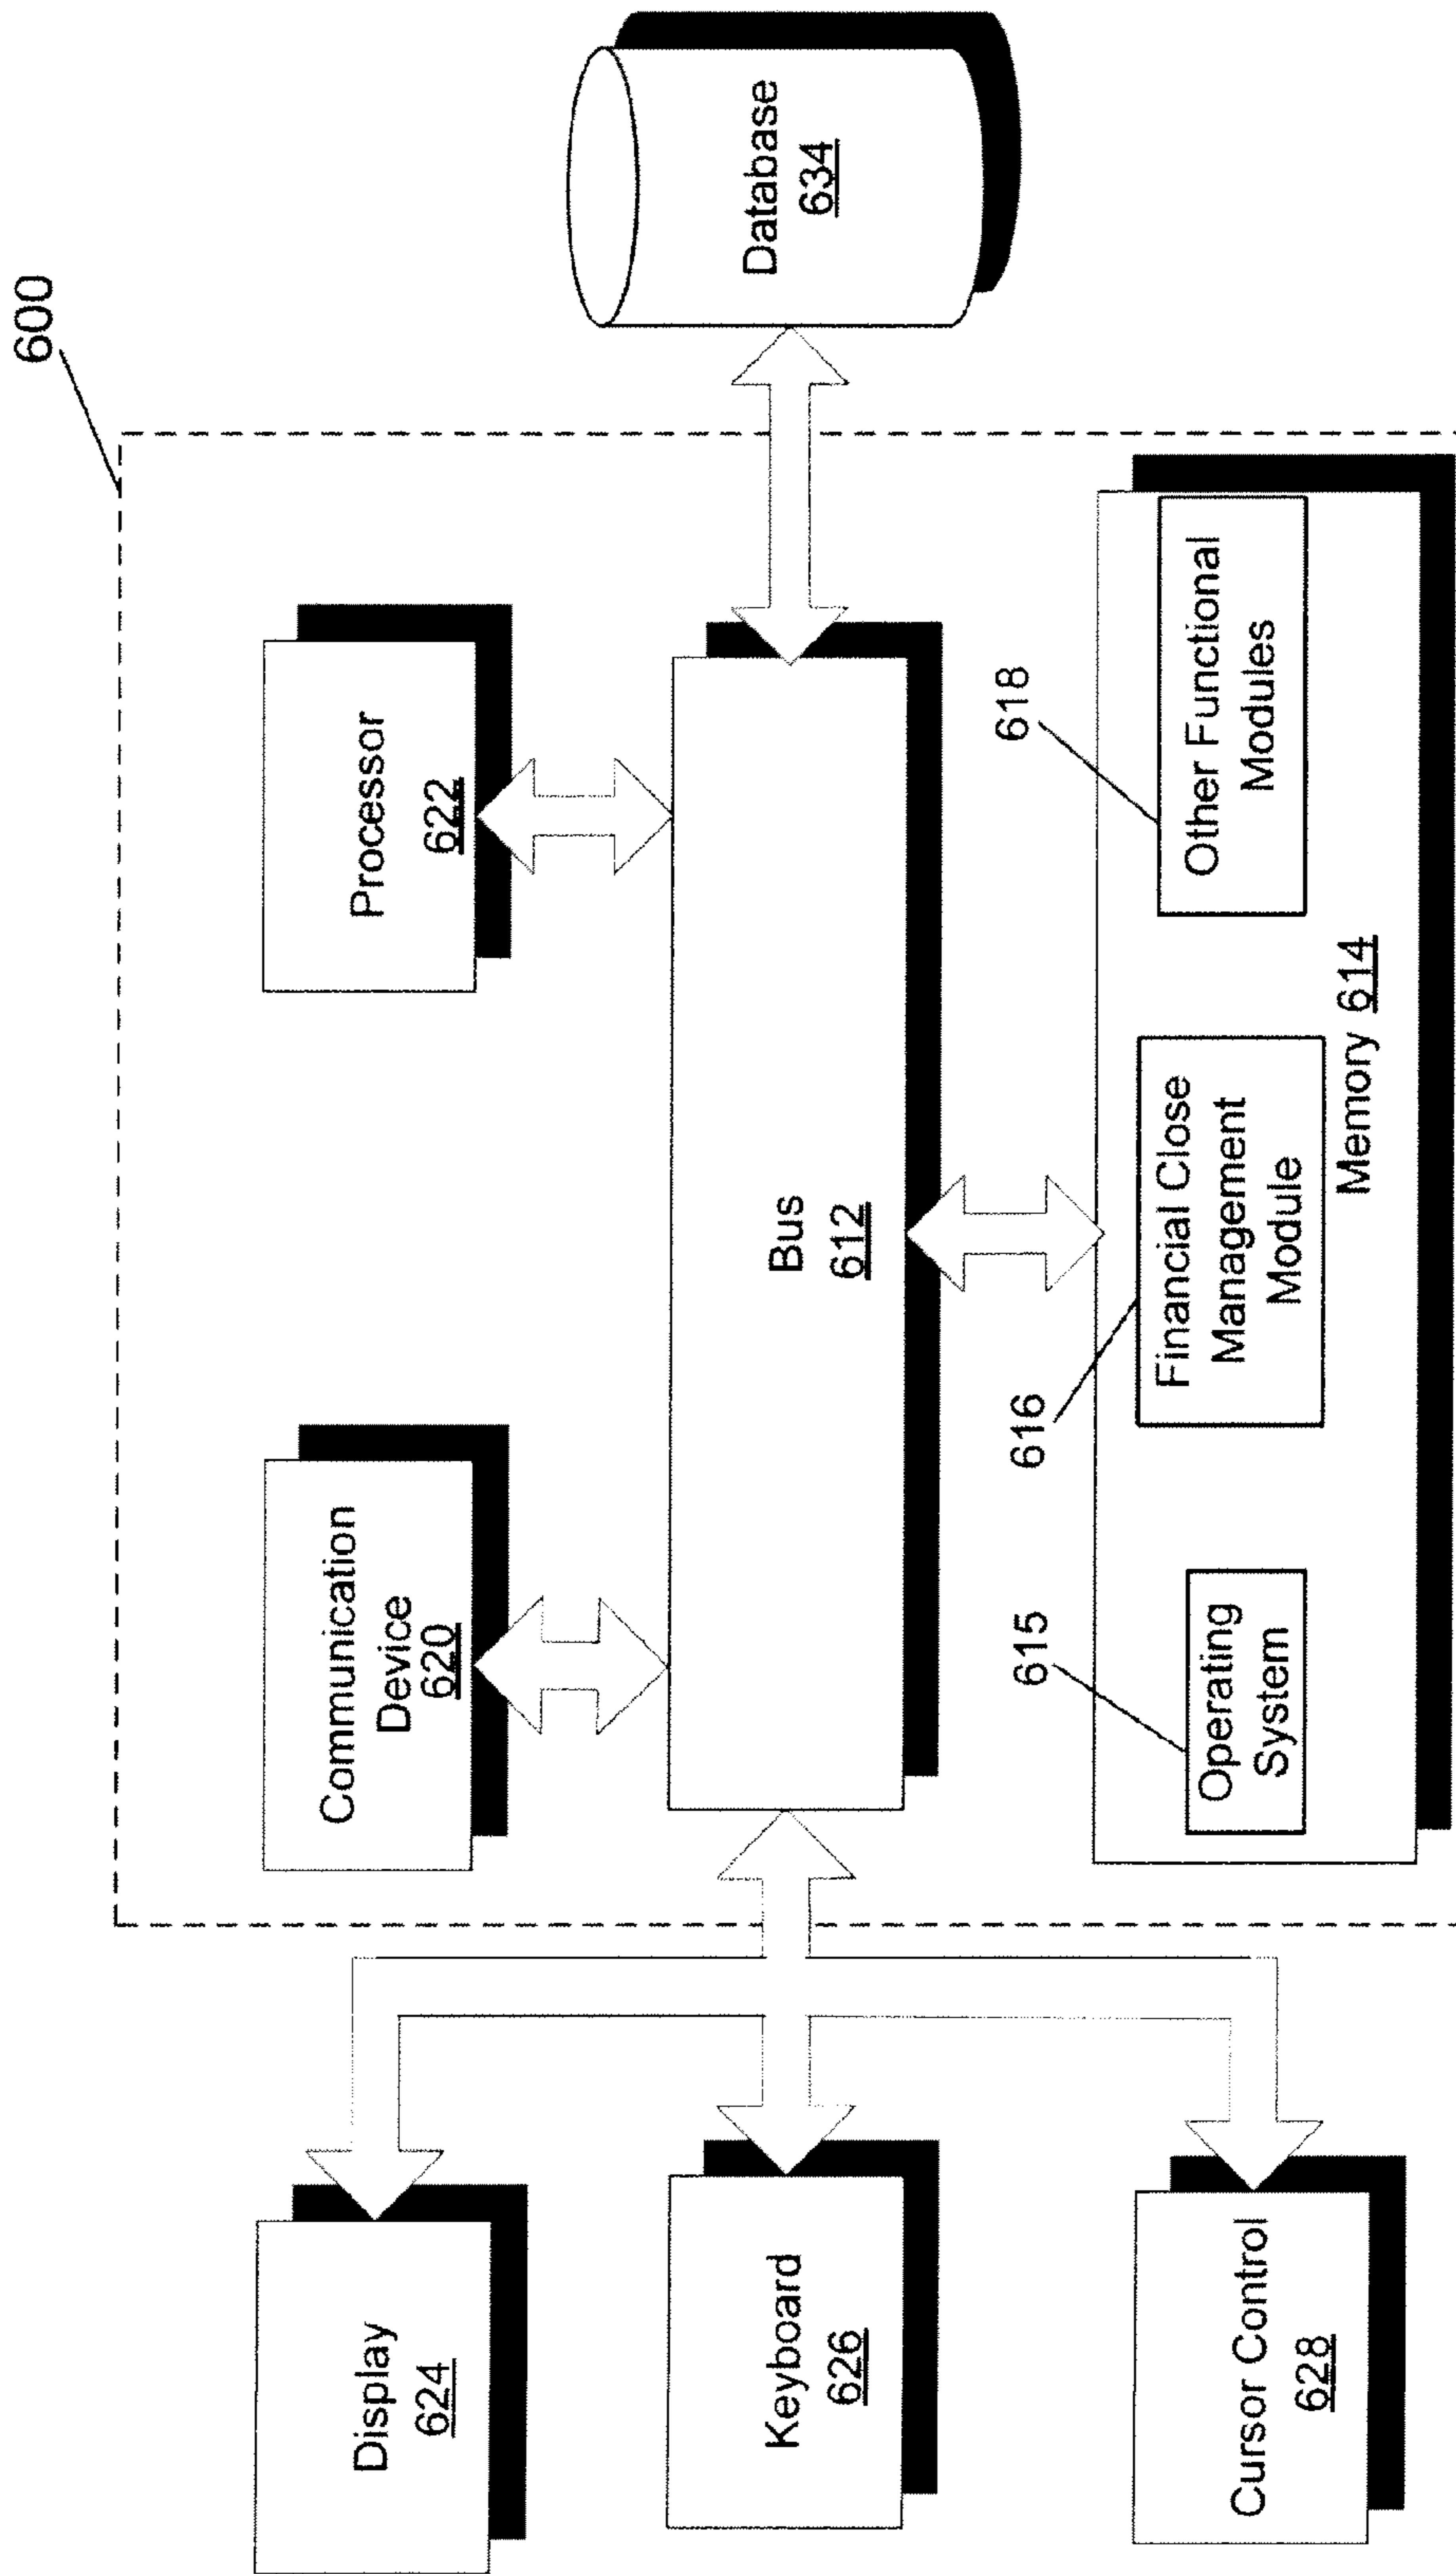 600
Display
624
Keyboard
626
Cursor Control
628
Communication
Device
620
Processor
622
Bus
612
Database
634
615
Operating
System
616
Financial Close
Management
Module
618
Other Functional
Modules
Memory 614